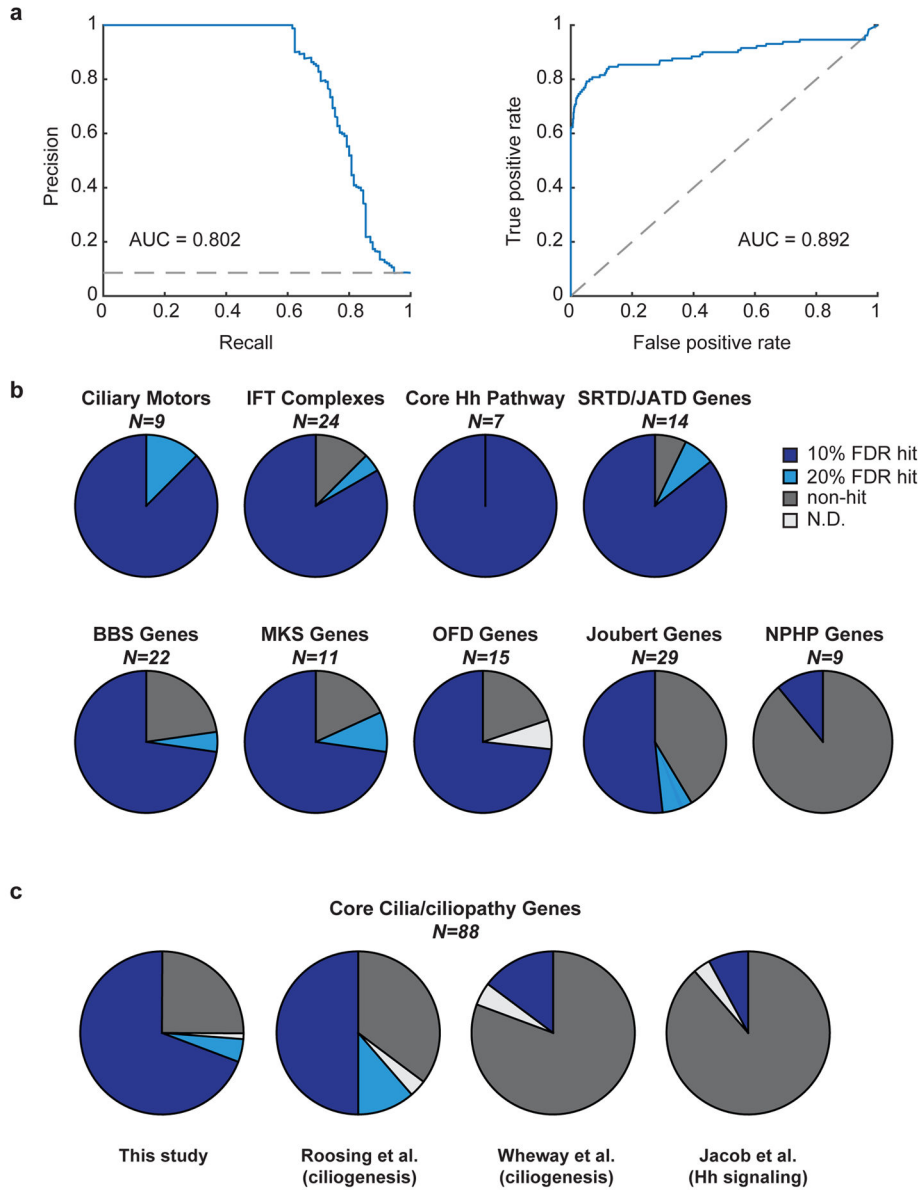 a
1
0.8
0.6
0.4
0.2
0
Precision
AUC = 0.802
0
0.2
0.4
0.6
0.8
1
Recall
1
0.8
0.6
0.4
0.2
0
True positive rate
AUC = 0.892
0
0.2
0.4
0.6
0.8
1
False positive rate
b
Ciliary Motors
N=9
IFT Complexes
N=24
Core Hh Pathway
N=7
SRTD/JATD Genes
N=14
10% FDR hit
20% FDR hit
non-hit
N.D.
BBS Genes
N=22
MKS Genes
N=11
OFD Genes
N=15
Joubert Genes
N=29
NPHP Genes
N=9
c
Core Cilia/ciliopathy Genes
N=88
This study
Roosing et al.
(ciliogenesis)
Wheway et al.
(ciliogenesis)
Jacob et al.
(Hh signaling)